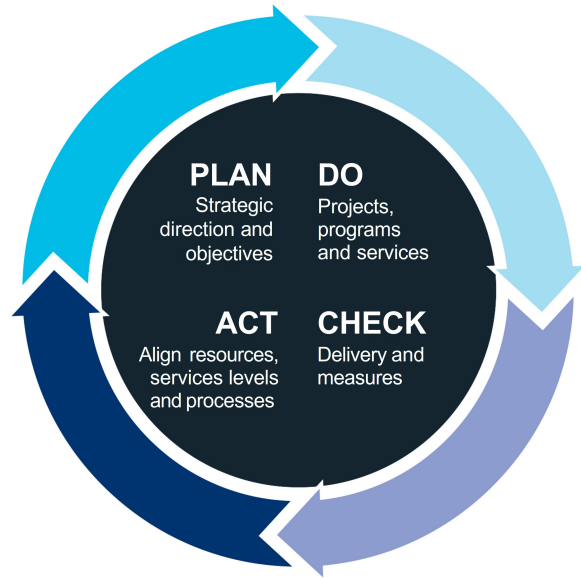 PLAN
Strategic
direction and
objectives
DO
Projects,
programs
and services
ACT
Align resources,
services levels
and processes
CHECK
Delivery and
measures